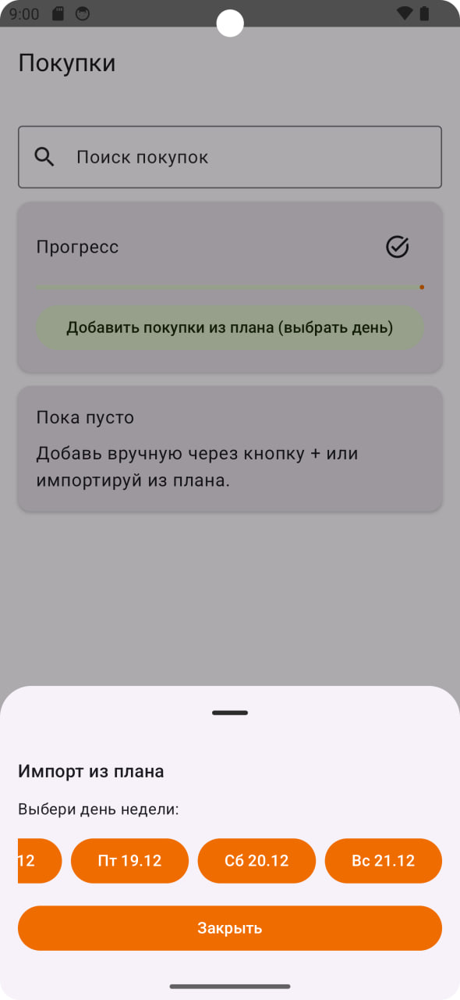 9:00
Покупки
Поиск покупок
Прогресс
Добавить покупки из плана (выбрать день)
Пока пусто
Добавь вручную через кнопку + или
импортируй из плана.
Импорт из плана
Выбери день недели:
12 Пт 19.12 Сб 20.12 Вс 21.12
Закрыть